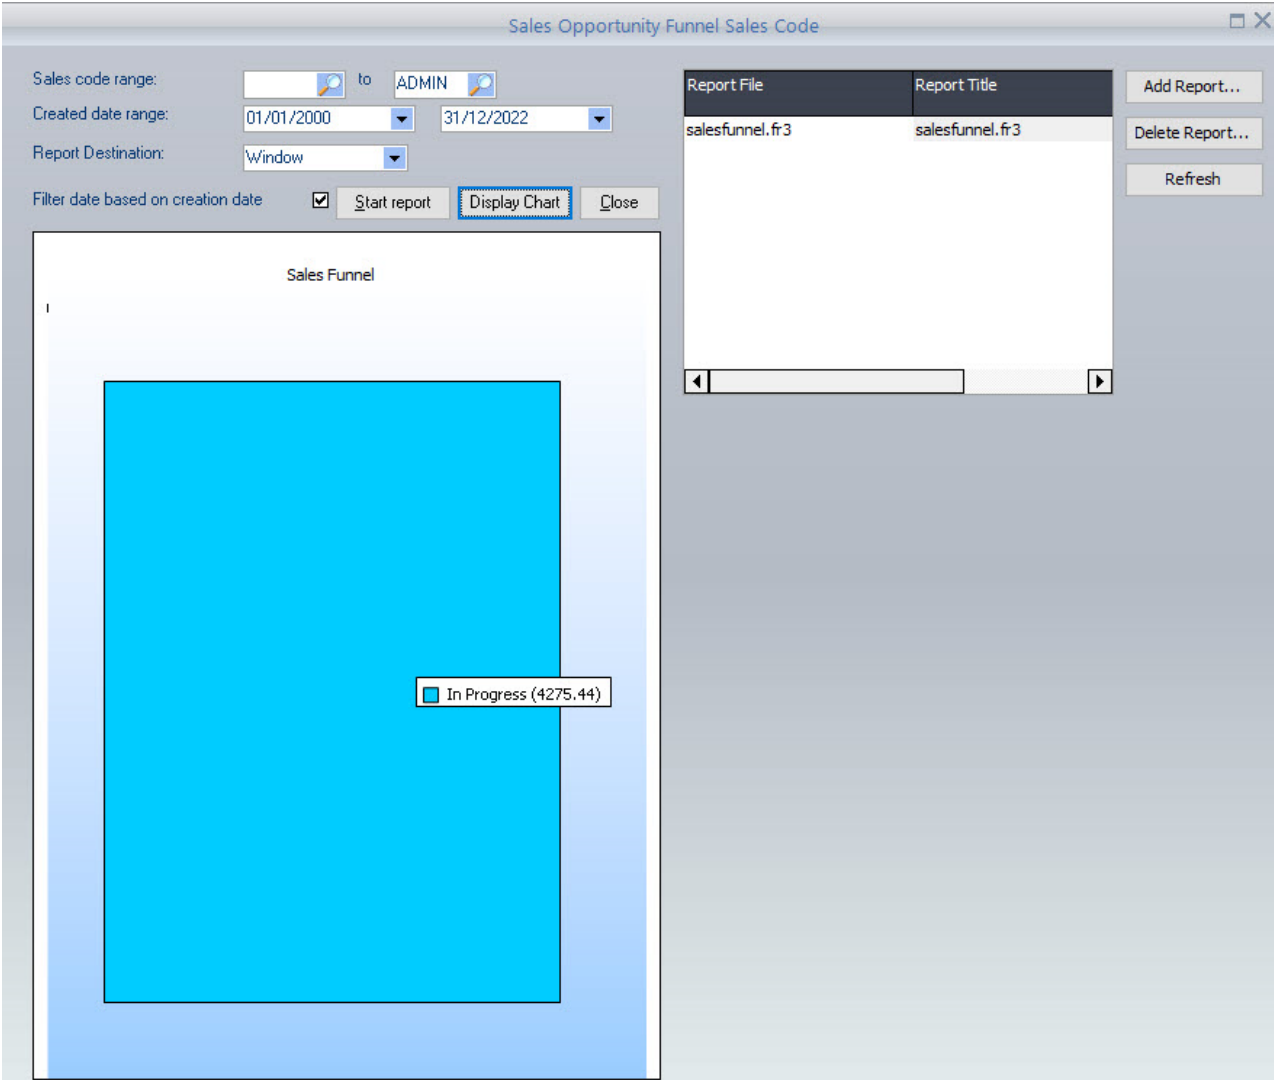 Sales Opportunity Funnel Sales Code
Sales code range: to ADMIN
Created date range: 01/01/2000 31/12/2022
Report Destination: Window
Filter date based on creation date Start report Display Chart Close
Report File Report Title
salesfunnel.fr3 salesfunnel.fr3
Add Report...
Delete Report...
Refresh
Sales Funnel
In Progress (4275.44)